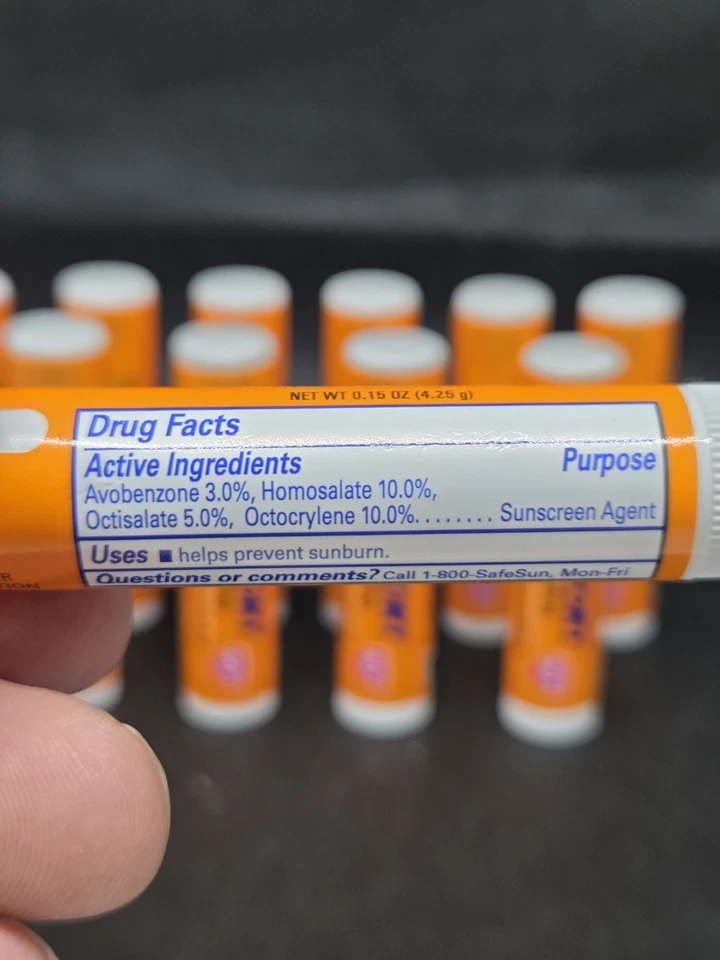 NET WT 0.15 OZ (4.25 g)
Drug Facts
Active Ingredients Purpose
Avobenzone 3.0%, Homosalate 10.0%,
Octisalate 5.0%, Octocrylene 10.0%........ Sunscreen Agent
Uses ■ helps prevent sunburn.
Questions or comments? Call 1-800-SafeSun, Mon-Fri